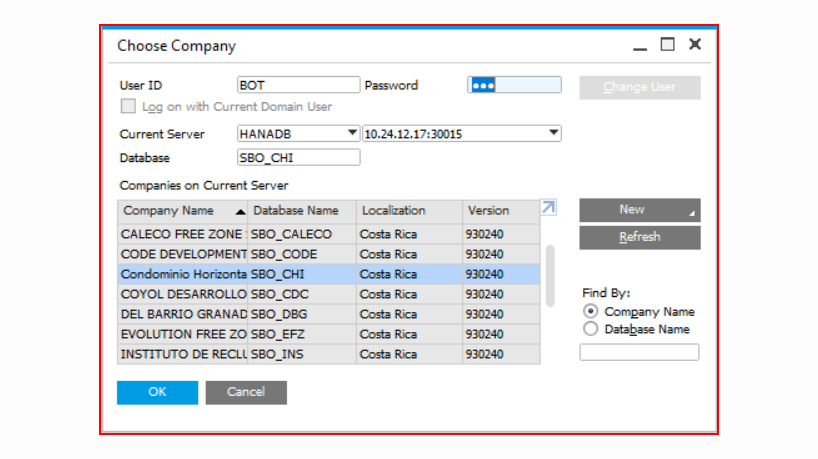 Choose Company
User ID BOT Password ••• Change User
Log on with Current Domain User
Current Server HANADB 10.24.12.17:30015
Database SBO_CHI
Companies on Current Server
Company Name Database Name Localization Version New
CALECO FREE ZONE SBO_CALECO Costa Rica 930240 Refresh
CODE DEVELOPMENT SBO_CODE Costa Rica 930240
Condominio Horizonta SBO_CHI Costa Rica 930240
COYOL DESARROLLO SBO_CDC Costa Rica 930240 Find By:
DEL BARRIO GRANAD SBO_DBG Costa Rica 930240 Company Name
EVOLUTION FREE ZO SBO_EFZ Costa Rica 930240 Database Name
INSTITUTO DE RECLU SBO_INS Costa Rica 930240
OK Cancel